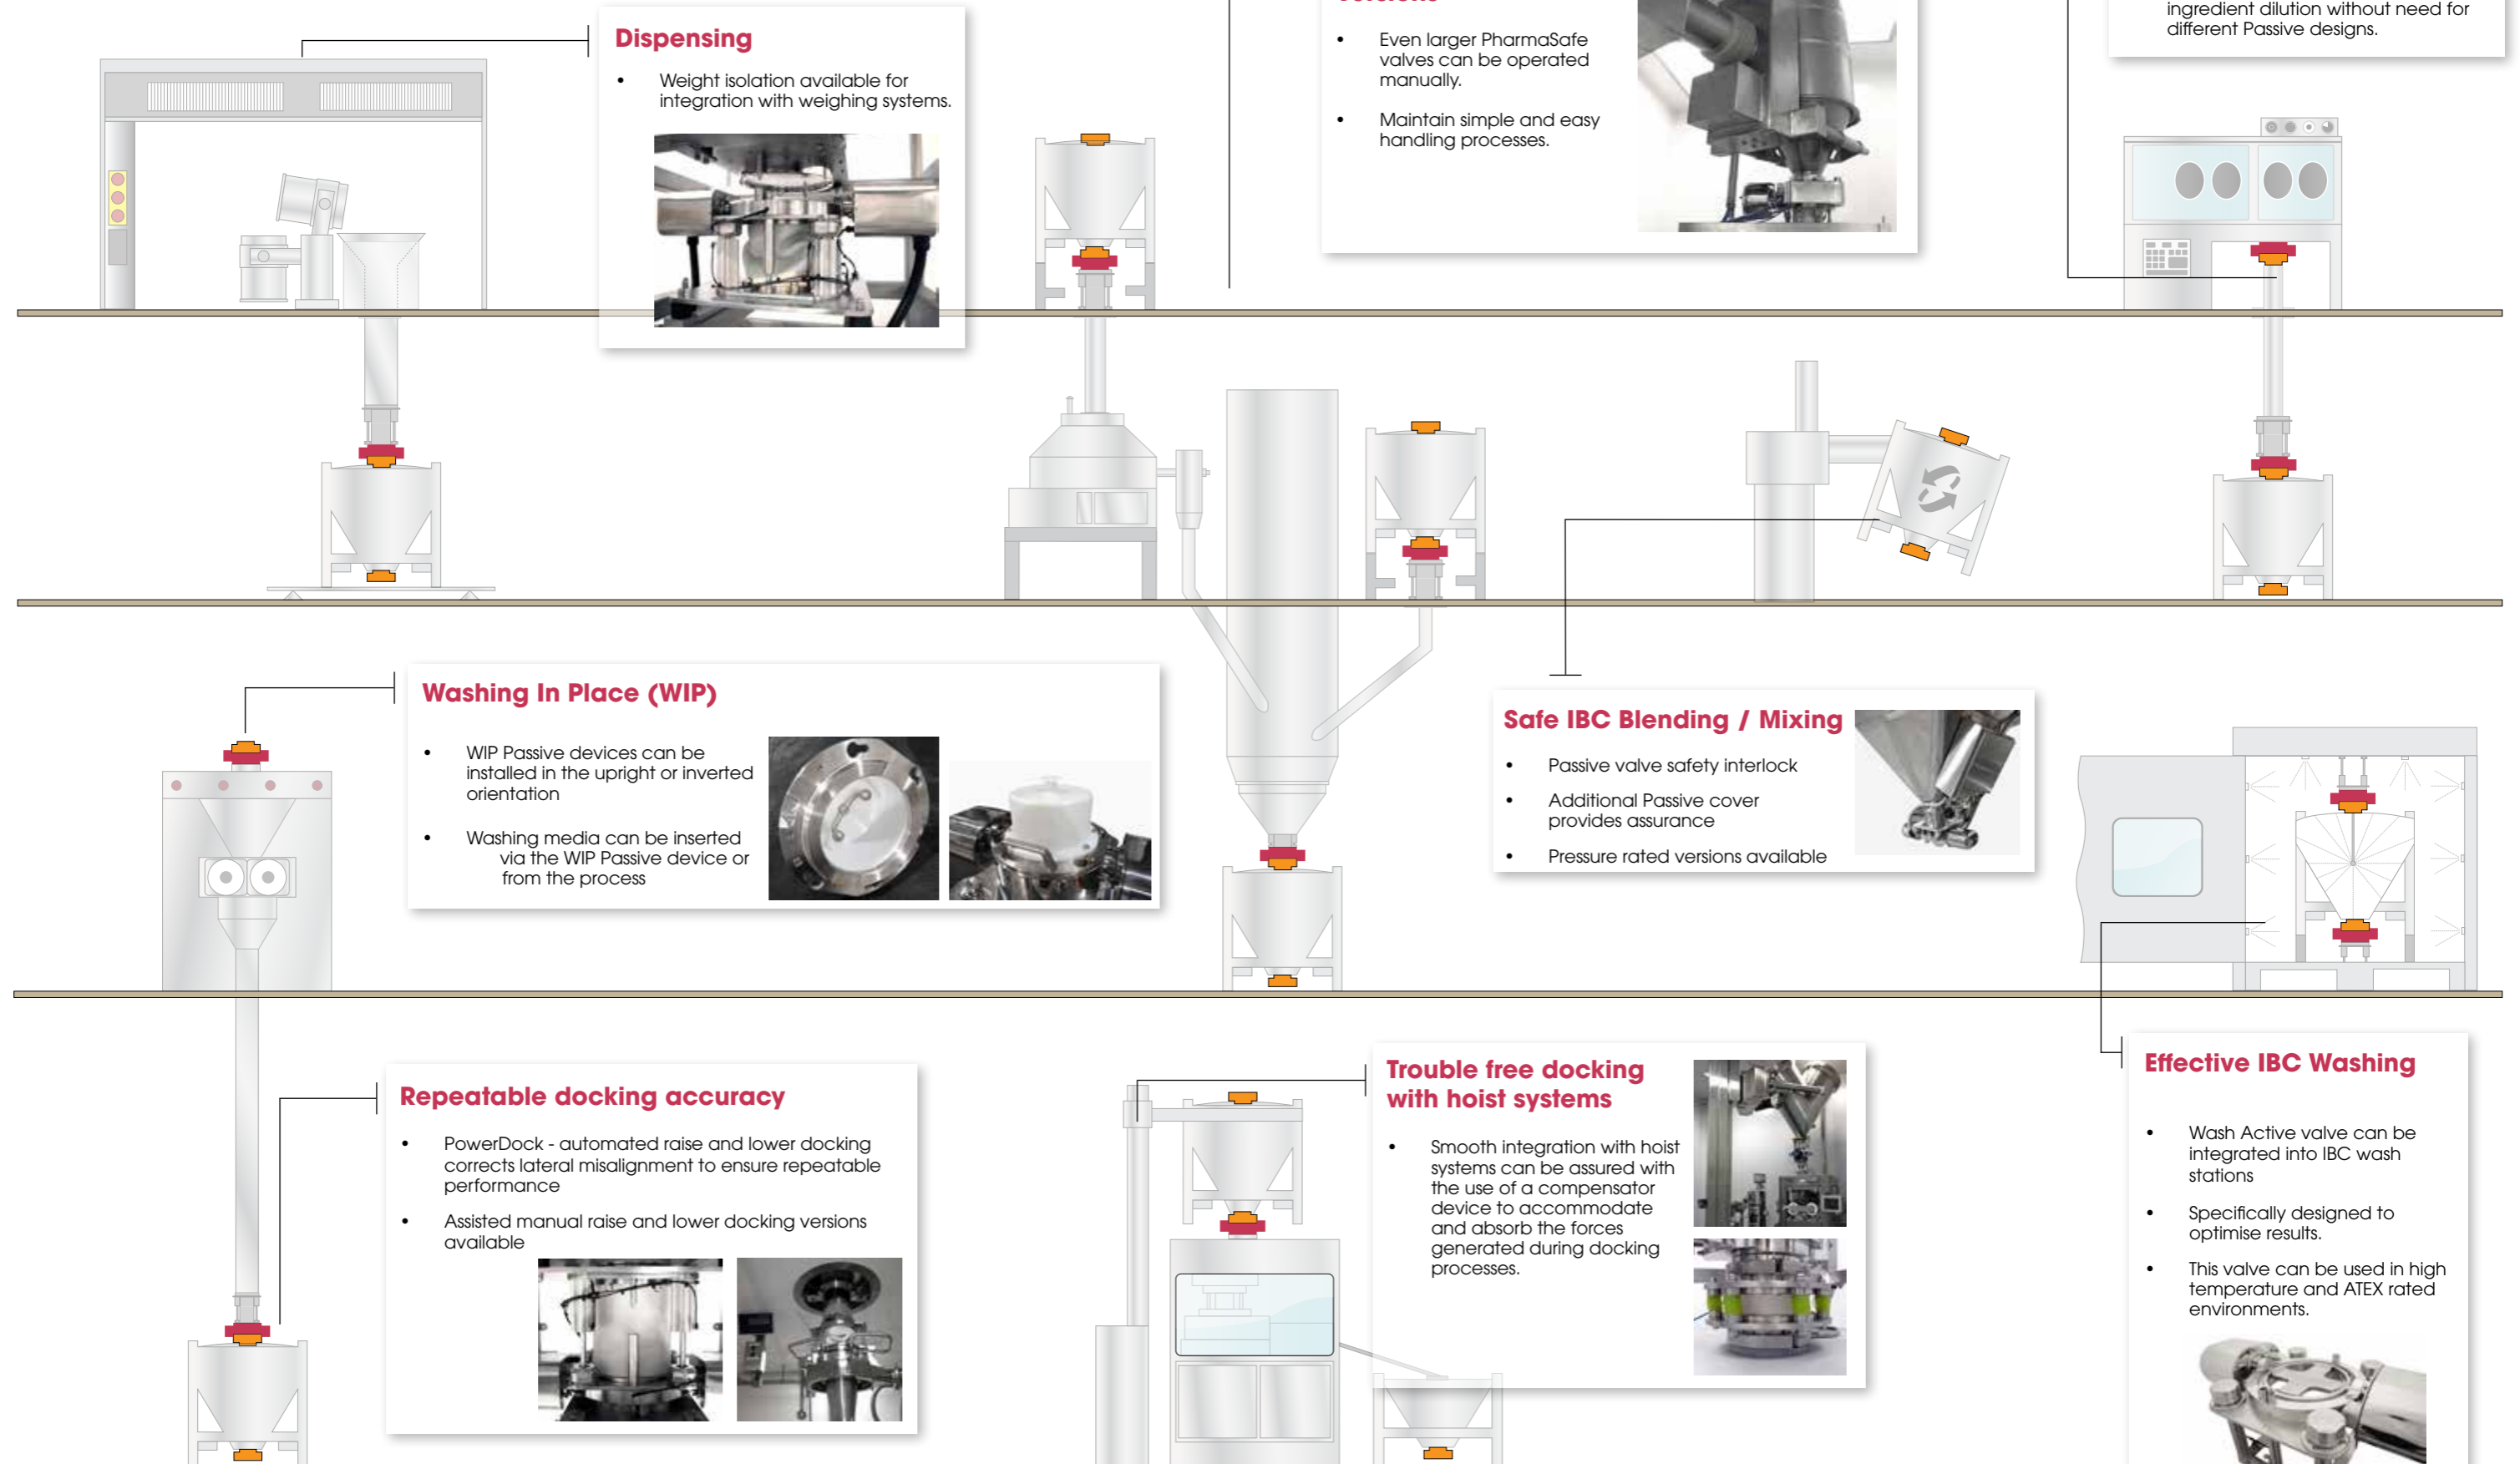 Dispensing
• Weight isolation available for
integration with weighing systems.
• Even larger PharmaSafe
valves can be operated
manually.
• Maintain simple and easy
handling processes.
ingredient dilution without need for
different Passive designs.
Washing In Place (WIP)
• WIP Passive devices can be
installed in the upright or inverted
orientation
• Washing media can be inserted
via the WIP Passive device or
from the process
Safe IBC Blending / Mixing
• Passive valve safety interlock
• Additional Passive cover
provides assurance
• Pressure rated versions available
Repeatable docking accuracy
• PowerDock - automated raise and lower docking
corrects lateral misalignment to ensure repeatable
performance
• Assisted manual raise and lower docking versions
available
Trouble free docking
with hoist systems
• Smooth integration with hoist
systems can be assured with
the use of a compensator
device to accommodate
and absorb the forces
generated during docking
processes.
Effective IBC Washing
• Wash Active valve can be
integrated into IBC wash
stations
• Specifically designed to
optimise results.
• This valve can be used in high
temperature and ATEX rated
environments.